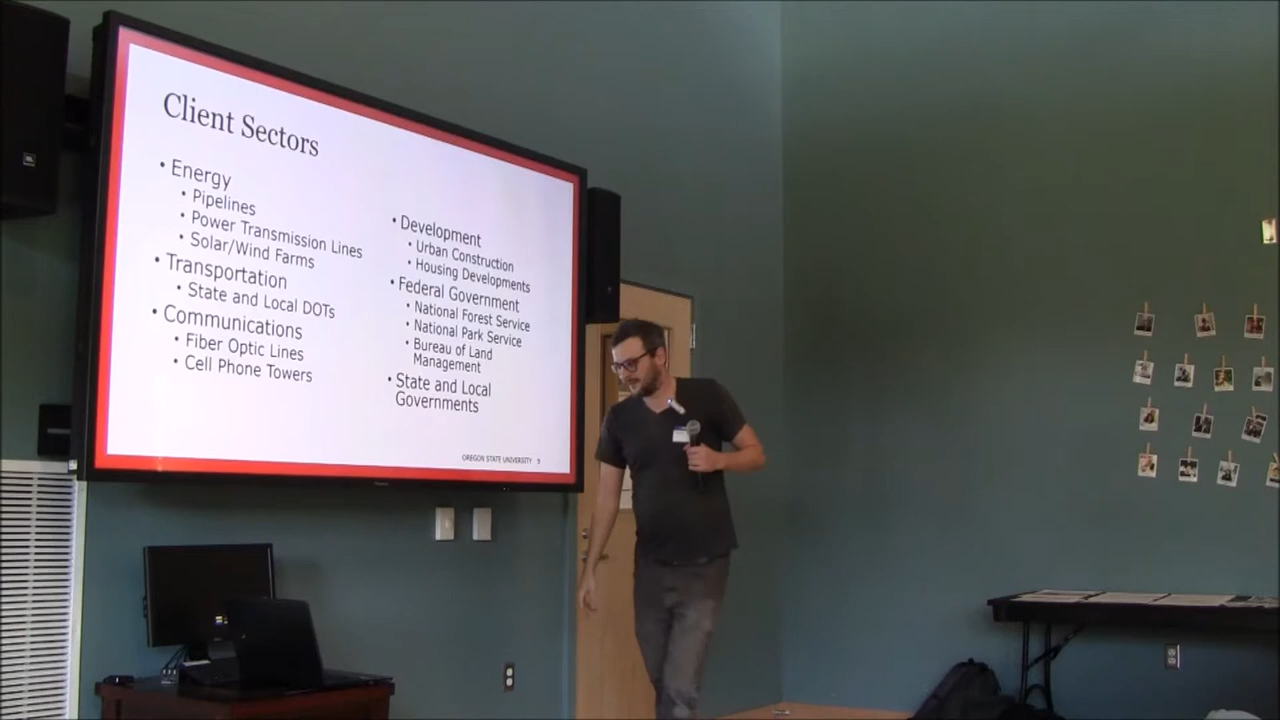 Client Sectors
• Energy
• Pipelines
• Power Transmission Lines
• Solar/Wind Farms
• Transportation
• State and Local DOTs
• Communications
• Fiber Optic Lines
• Cell Phone Towers
• Development
• Urban Construction
• Housing Developments
• Federal Government
• National Forest Service
• National Park Service
• Bureau of Land
Management
• State and Local
Governments
OREGON STATE UNIVERSITY 9
JBL